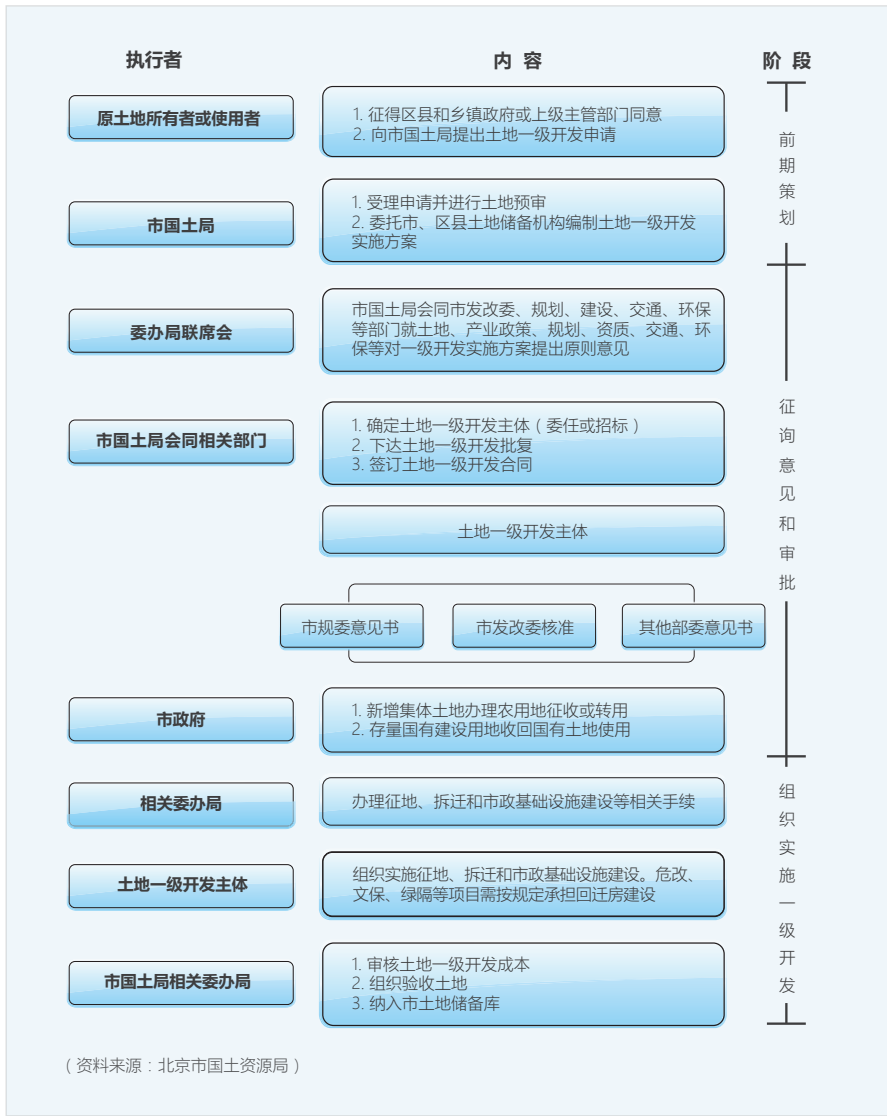 执行者
内 容
阶 段
原土地所有者或使用者
1. 征得区县和乡镇政府或上级主管部门同意
2. 向市国土局提出土地一级开发申请
前期策划
市国土局
1. 受理申请并进行土地预审
2. 委托市、区县土地储备机构编制土地一级开发
实施方案
委办局联席会
市国土局会同市发改委、规划、建设、交通、环保
等部门就土地、产业政策、规划、资质、交通、环
保等对一级开发实施方案提出原则意见
征询意见和审批
市国土局会同相关部门
1. 确定土地一级开发主体（委任或招标）
2. 下达土地一级开发批复
3. 签订土地一级开发合同
土地一级开发主体
市规委意见书
市发改委核准
其他部委意见书
市政府
1. 新增集体土地办理农用地征收或转用
2. 存量国有建设用地收回国有土地使用
相关委办局
办理征地、拆迁和市政基础设施建设等相关手续
组织实施一级开发
土地一级开发主体
组织实施征地、拆迁和市政基础设施建设。危改、
文保、绿隔等项目需按规定承担回迁房建设
市国土局相关委办局
1. 审核土地一级开发成本
2. 组织验收土地
3. 纳入市土地储备库
（资料来源：北京市国土资源局）